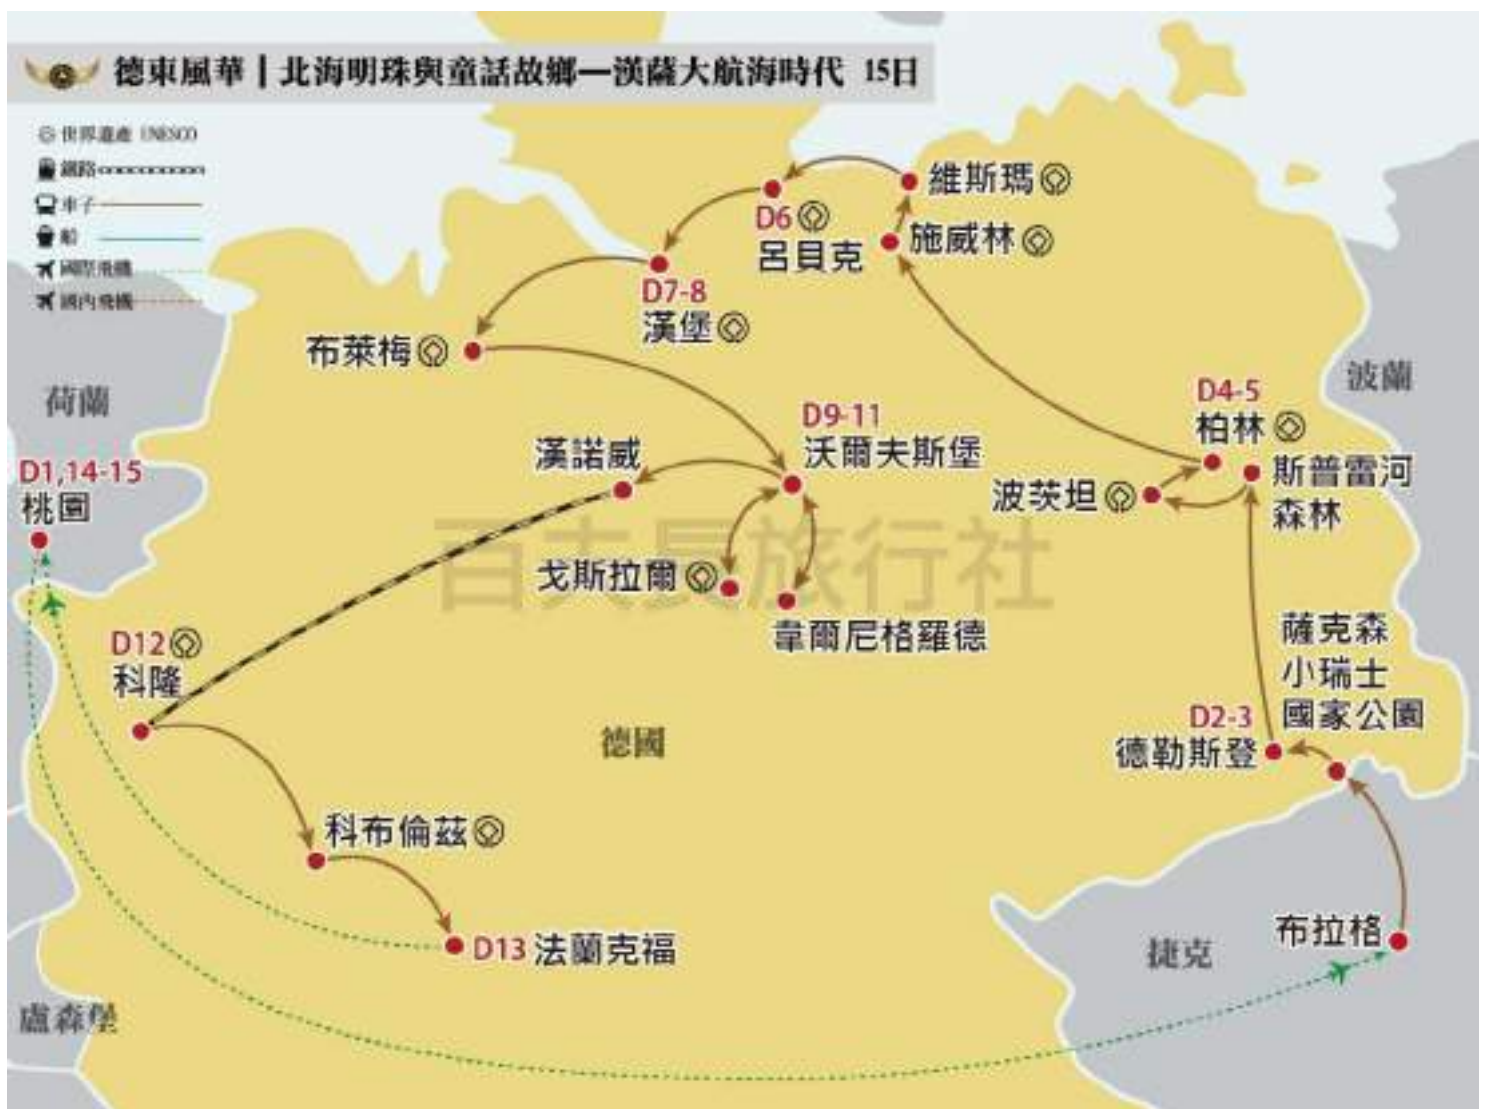 德東風華｜北海明珠與童話故鄉—漢薩大航海時代 15日
世界遺產 UNESCO
鐵路
車子
船
國際飛機
國內飛機
維斯瑪
D6
呂貝克
施威林
D7-8
漢堡
布萊梅
荷蘭
波蘭
D4-5
柏林
斯普雷河
森林
波茨坦
D9-11
沃爾夫斯堡
漢諾威
D1,14-15
桃園
百夫長旅行社
戈斯拉爾
韋爾尼格羅德
D12
科隆
薩克森
小瑞士
國家公園
D2-3
德勒斯登
德國
科布倫茲
D13 法蘭克福
布拉格
捷克
盧森堡